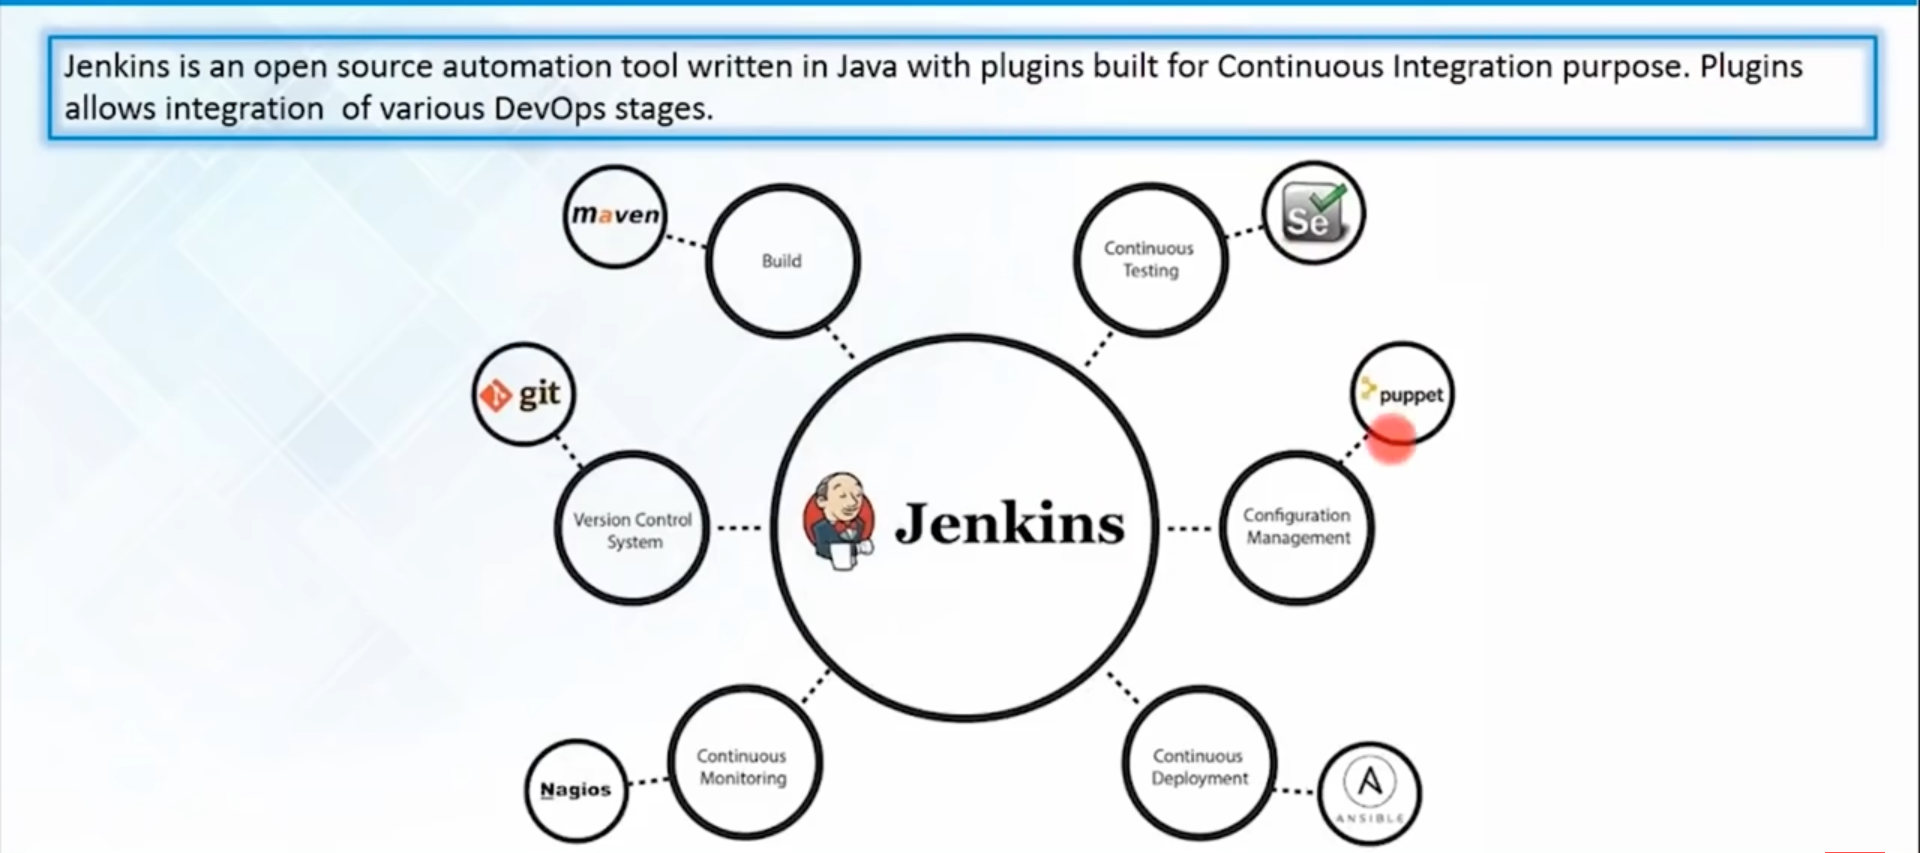 Jenkins is an open source automation tool written in Java with plugins built for Continuous Integration purpose. Plugins
allows integration of various DevOps stages.
maven
Build
Continuous
Testing
Se
git
puppet
Version Control
System
Jenkins
Configuration
Management
Nagios
Continuous
Monitoring
Continuous
Deployment
ANSIBLE